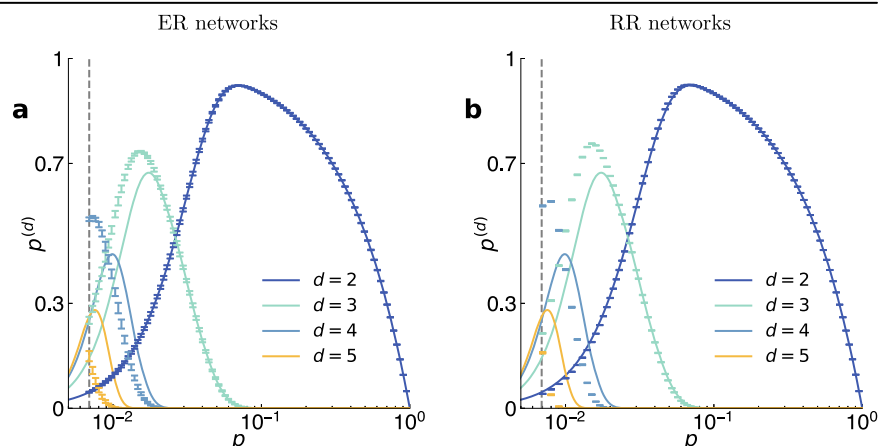 ER networks
RR networks
a
1
0.7
0.3
0
p^(d)
d = 2
d = 3
d = 4
d = 5
10^-2
10^-1
10^0
p
b
1
0.7
0.3
0
p^(d)
d = 2
d = 3
d = 4
d = 5
10^-2
10^-1
10^0
p